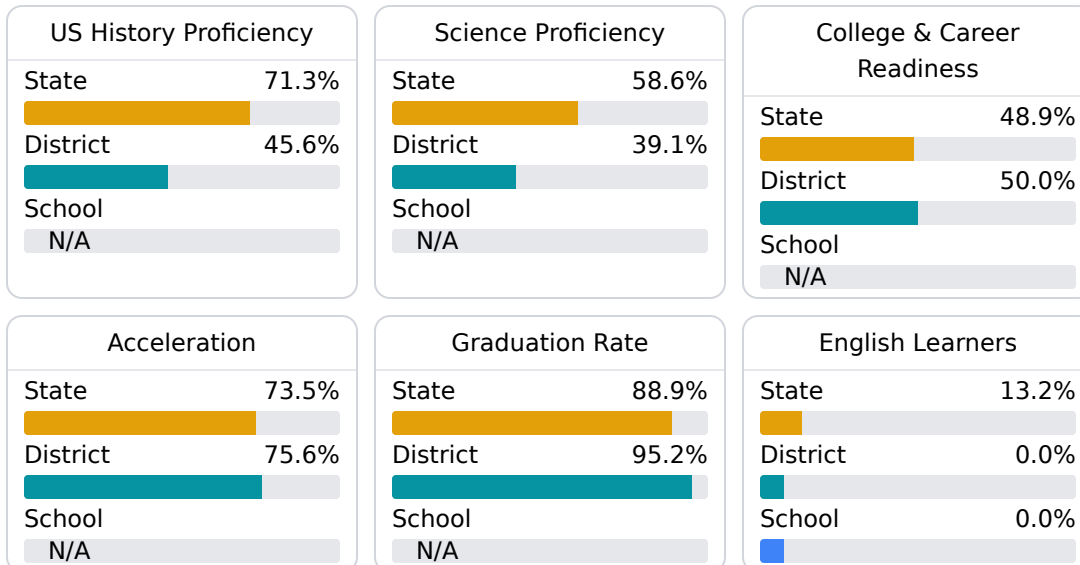 US History Proficiency
State 71.3%
District 45.6%
School
N/A
Science Proficiency
State 58.6%
District 39.1%
School
N/A
College & Career
Readiness
State 48.9%
District 50.0%
School
N/A
Acceleration
State 73.5%
District 75.6%
School
N/A
Graduation Rate
State 88.9%
District 95.2%
School
N/A
English Learners
State 13.2%
District 0.0%
School 0.0%